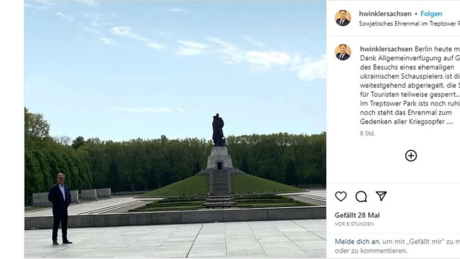 hwinklersachsen • Folgen
Sowjetisches Ehrenmal im Treptower P
hwinklersachsen Berlin heute m
Dank Allgemeinverfügung auf G
des Besuchs eines ehemaligen
ukrainischen Schauspielers ist di
weitestgehend abgeriegelt. die S
für Touristen teilweise gesperrt..
Im Treptower Park ists noch ruhi
noch steht das Ehrenmal zum
Gedenken aller Kriegsopfer ....
6 Std.
Gefällt 28 Mal
VOR 6 STUNDEN
Melde dich an, um mit „Gefällt mir“ zu m
oder zu kommentieren.